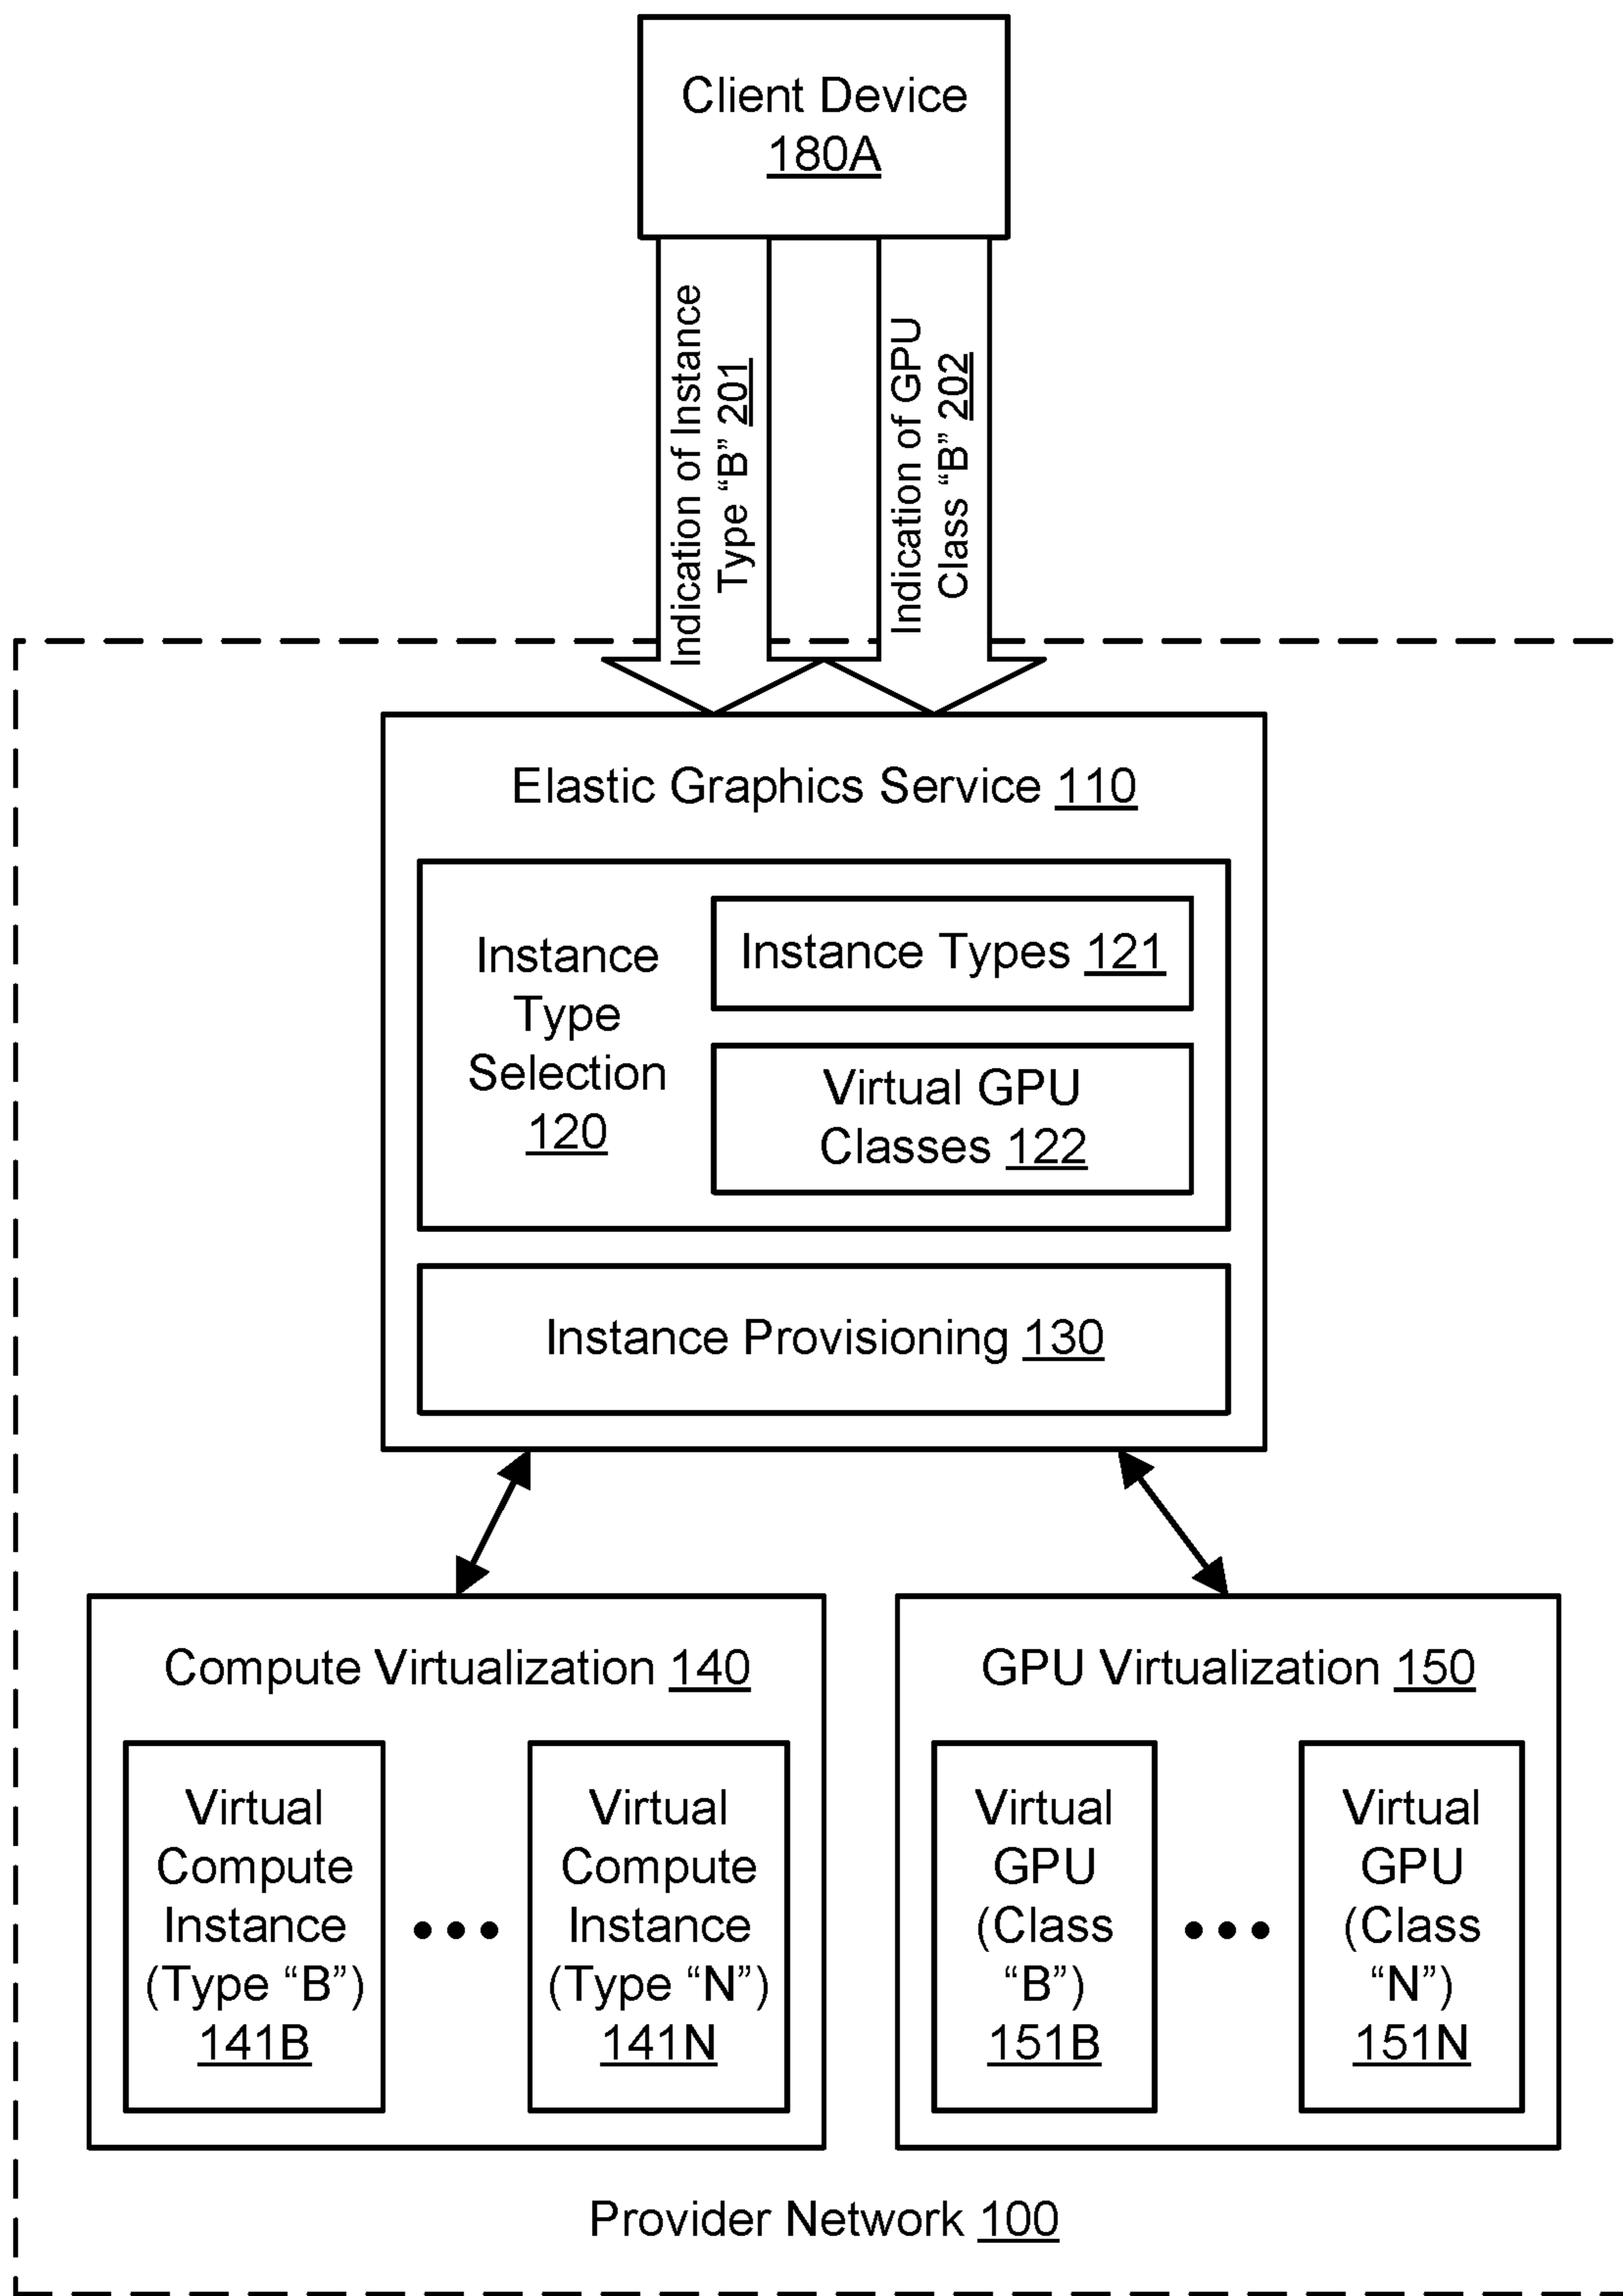 Client Device
180A
Indication of Instance
Type “B” 201
Indication of GPU
Class “B” 202
Elastic Graphics Service 110
Instance
Type
Selection
120
Instance Types 121
Virtual GPU
Classes 122
Instance Provisioning 130
Compute Virtualization 140
Virtual
Compute
Instance
(Type “B”)
141B
Virtual
Compute
Instance
(Type “N”)
141N
GPU Virtualization 150
Virtual
GPU
(Class
“B”)
151B
Virtual
GPU
(Class
“N”)
151N
Provider Network 100